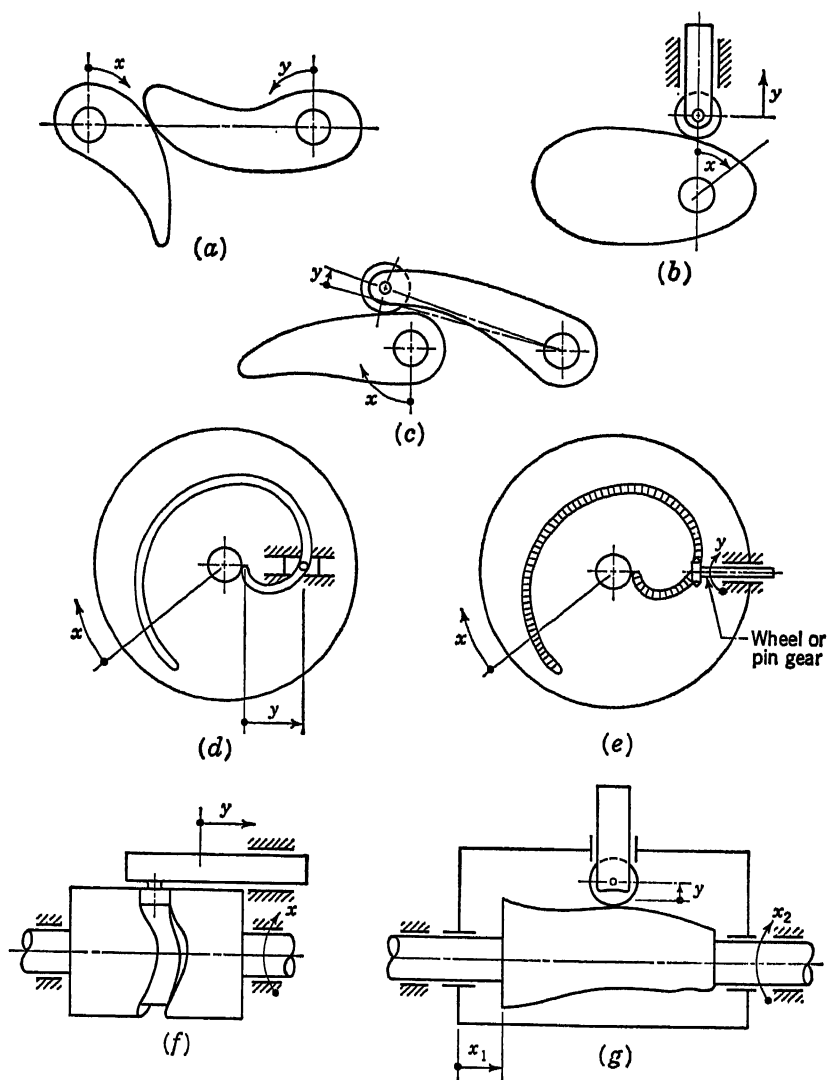 x
y
(a)
y
x
(b)
y
x
(c)
x
y
(d)
y
x
Wheel or
pin gear
(e)
y
x
(f)
y
x2
x1
(g)